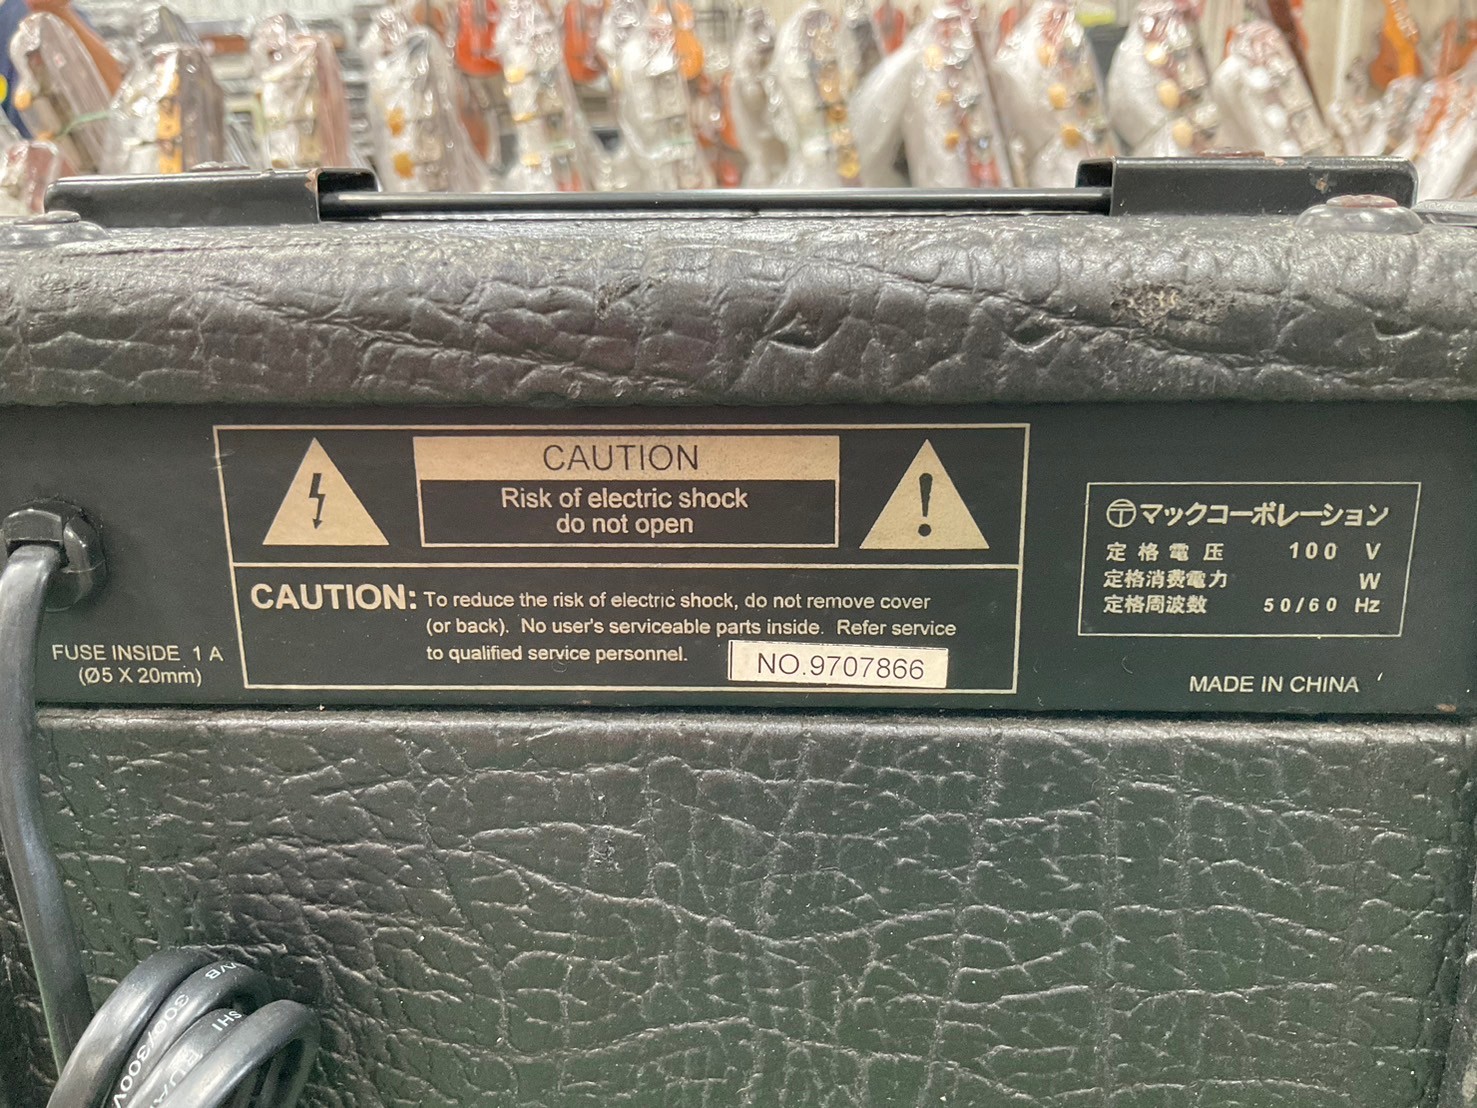 CAUTION
Risk of electric shock
do not open
CAUTION: To reduce the risk of electric shock, do not remove cover
(or back). No user's serviceable parts inside. Refer service
to qualified service personnel.
NO.9707866
FUSE INSIDE 1 A
(Ø5 X 20mm)
マックコーポレーション
定格電圧 100 V
定格消費電力 W
定格周波数 50/60 Hz
MADE IN CHINA
300/300V
SHI